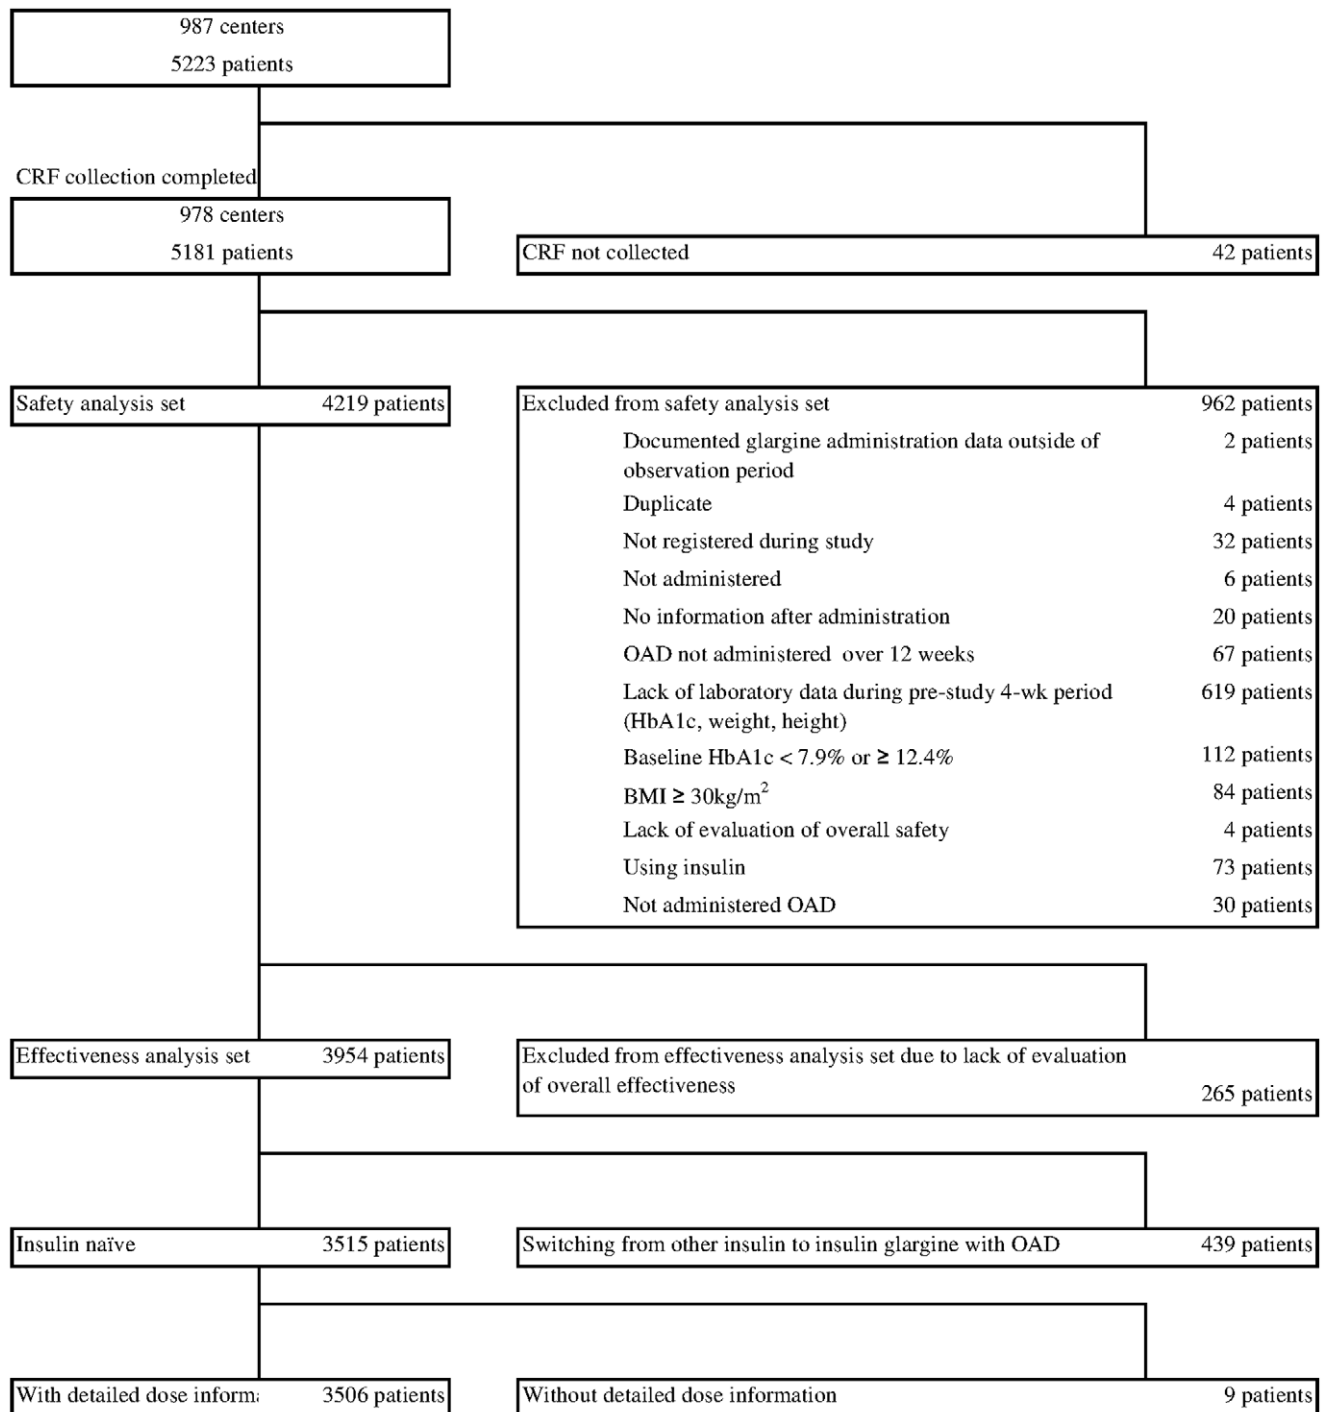 987 centers
5223 patients
CRF collection completed
978 centers
5181 patients
CRF not collected 42 patients
Safety analysis set 4219 patients
Excluded from safety analysis set 962 patients
Documented glargine administration data outside of 2 patients
observation period
Duplicate 4 patients
Not registered during study 32 patients
Not administered 6 patients
No information after administration 20 patients
OAD not administered over 12 weeks 67 patients
Lack of laboratory data during pre-study 4-wk period 619 patients
(HbA1c, weight, height)
Baseline HbA1c < 7.9% or ≥ 12.4% 112 patients
BMI ≥ 30kg/m² 84 patients
Lack of evaluation of overall safety 4 patients
Using insulin 73 patients
Not administered OAD 30 patients
Effectiveness analysis set 3954 patients
Excluded from effectiveness analysis set due to lack of evaluation
of overall effectiveness 265 patients
Insulin naïve 3515 patients
Switching from other insulin to insulin glargine with OAD 439 patients
With detailed dose 3506 patients
Without detailed dose information 9 patients